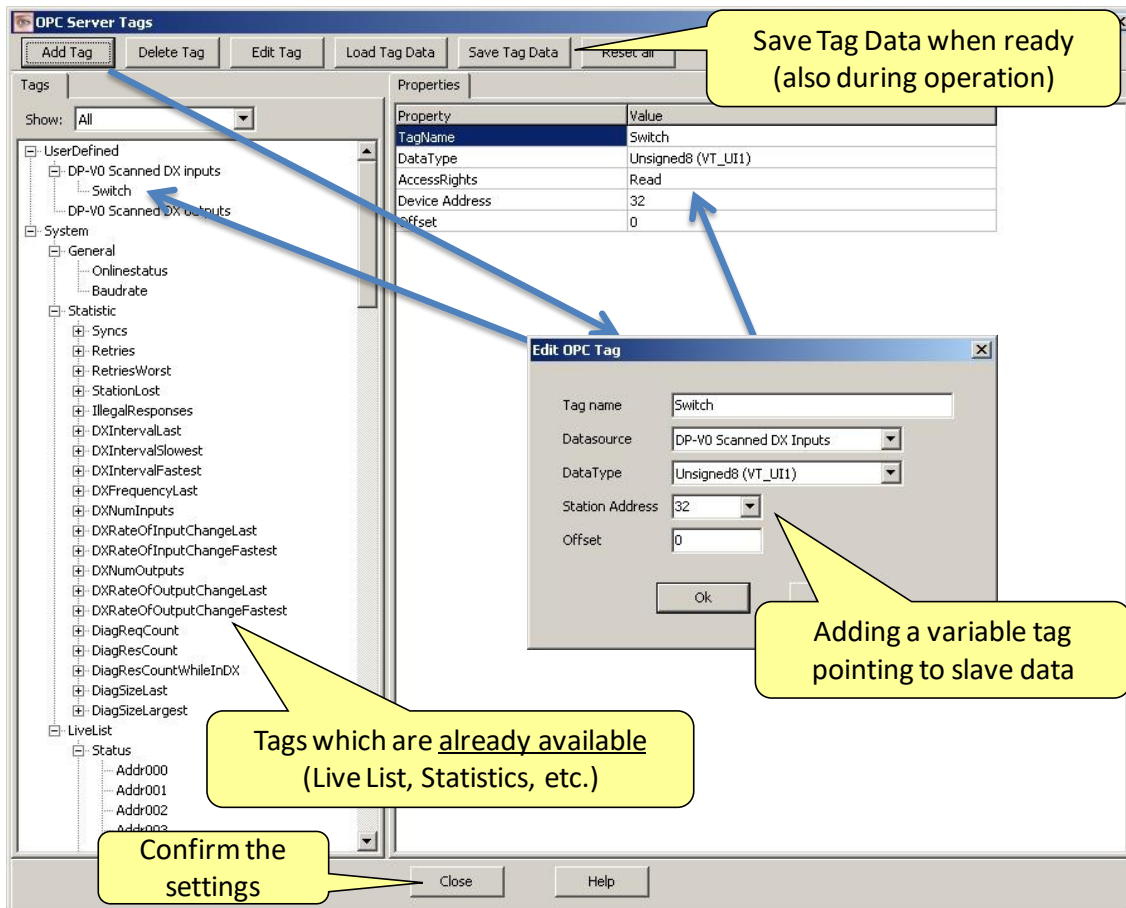 OPC Server Tags
Add Tag
Delete Tag
Edit Tag
Load Tag Data
Save Tag Data
Reset all
Save Tag Data when ready
(also during operation)
Tags
Show:
All
UserDefined
DP-V0 Scanned DX inputs
Switch
DP-V0 Scanned DX outputs
System
General
Onlinestatus
Baudrate
Statistic
Syncs
Retries
RetriesWorst
StationLost
IllegalResponses
DXIntervalLast
DXIntervalSlowest
DXIntervalFastest
DXFrequencyLast
DXNumInputs
DXRateOfInputChangeLast
DXRateOfInputChangeFastest
DXNumOutputs
DXRateOfOutputChangeLast
DXRateOfOutputChangeFastest
DiagReqCount
DiagResCount
DiagResCountWhileInDX
DiagSizeLast
DiagSizeLargest
LiveList
Status
Addr000
Addr001
Addr002
Addr003
Properties
Property Value
TagName Switch
DataType Unsigned8 (VT_UI1)
AccessRights Read
Device Address 32
Offset 0
Edit OPC Tag
Tag name Switch
Datasource DP-V0 Scanned DX Inputs
DataType Unsigned8 (VT_UI1)
Station Address 32
Offset 0
Ok
Adding a variable tag
pointing to slave data
Tags which are already available
(Live List, Statistics, etc.)
Confirm the
settings
Close
Help